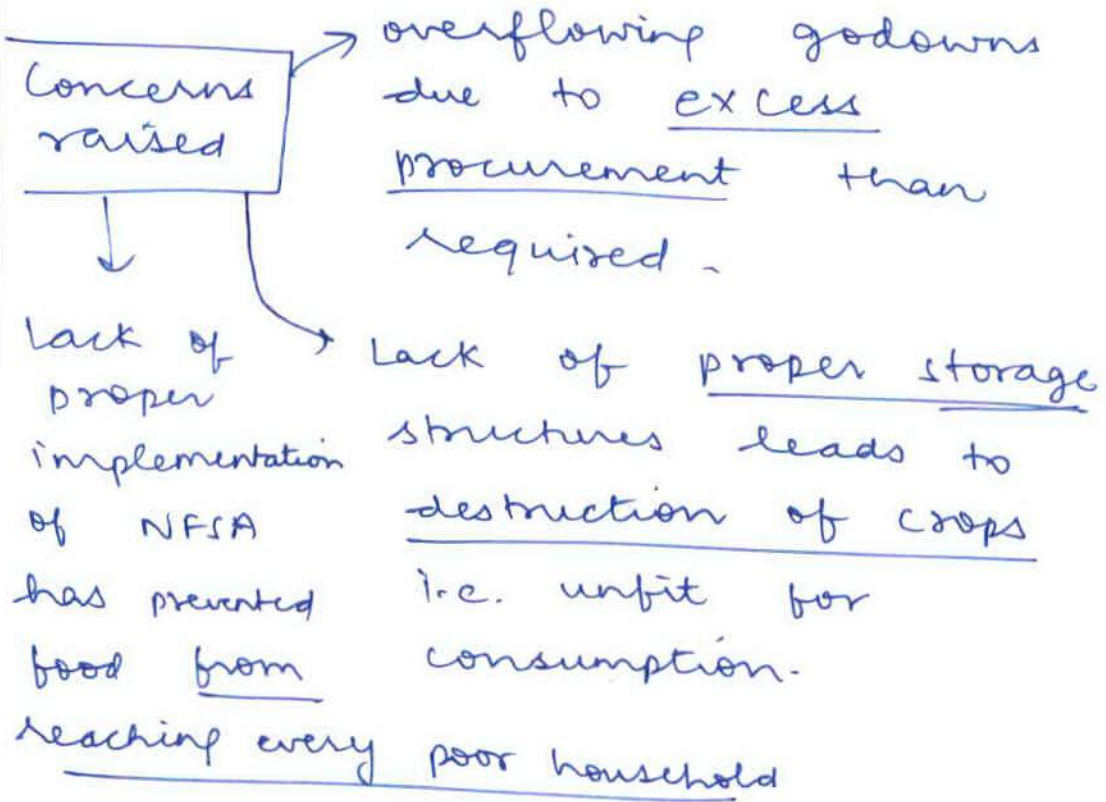 Concerns
raised
overflowing godowns
due to excess
procurement than
required.
Lack of
proper
implementation
of NFSA
has prevented
food from
reaching every poor household
Lack of proper storage
structures leads to
destruction of crops
i.e. unfit for
consumption.